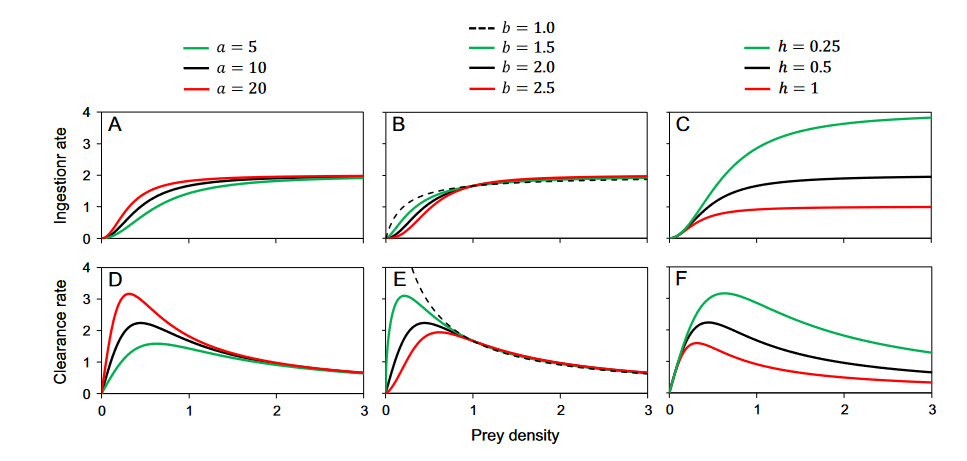 a = 5
a = 10
a = 20
b = 1.0
b = 1.5
b = 2.0
b = 2.5
h = 0.25
h = 0.5
h = 1
A
B
C
Ingestionr ate
4
3
2
1
0
D
E
F
Clearance rate
4
3
2
1
0
0 1 2 3
0 1 2 3
0 1 2 3
Prey density